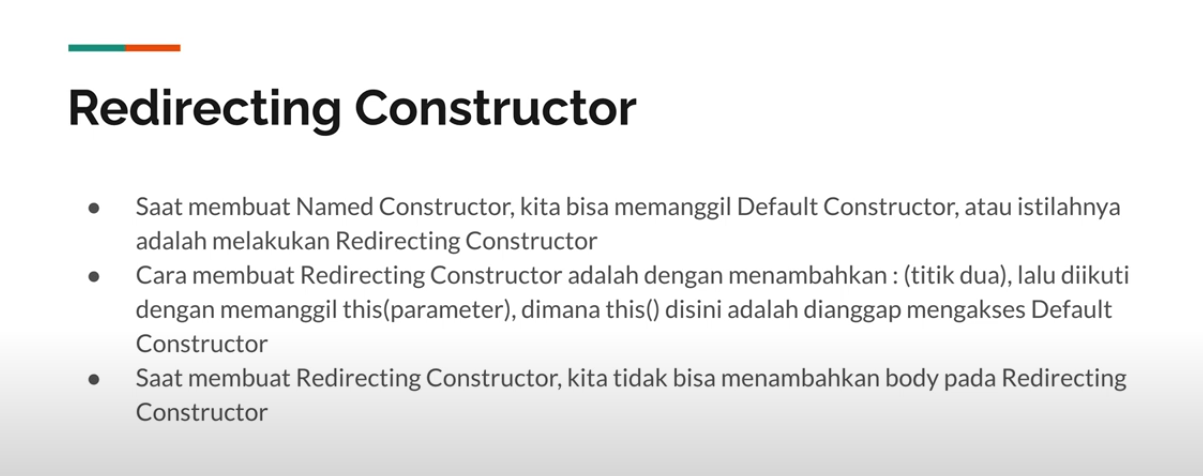 Redirecting Constructor
● Saat membuat Named Constructor, kita bisa memanggil Default Constructor, atau istilahnya
adalah melakukan Redirecting Constructor
● Cara membuat Redirecting Constructor adalah dengan menambahkan : (titik dua), lalu diikuti
dengan memanggil this(parameter), dimana this() disini adalah dianggap mengakses Default
Constructor
● Saat membuat Redirecting Constructor, kita tidak bisa menambahkan body pada Redirecting
Constructor